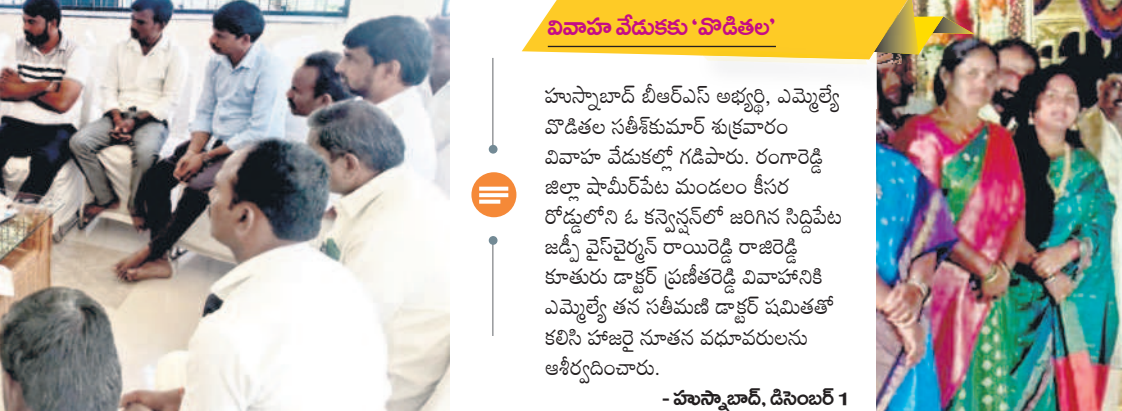 వివాహ వేడుకకు ‘వొడితల’
హుస్నాబాద్ బీఆర్ఎస్ అభ్యర్థి, ఎమ్మెల్యే
వొడితల సతీశ్‌కుమార్ శుక్రవారం
వివాహ వేడుకల్లో గడిపారు. రంగారెడ్డి
జిల్లా షామీర్‌పేట మండలం కీసర
రోడ్డులోని ఓ కన్వెన్షన్‌లో జరిగిన సిద్దిపేట
జడ్పీ వైస్‌చైర్మన్ రాయిరెడ్డి రాజిరెడ్డి
కూతురు డాక్టర్ ప్రణీతరెడ్డి వివాహానికి
ఎమ్మెల్యే తన సతీమణి డాక్టర్ షమితతో
కలిసి హాజరై నూతన వధూవరులను
ఆశీర్వదించారు.
- హుస్నాబాద్, డిసెంబర్ 1